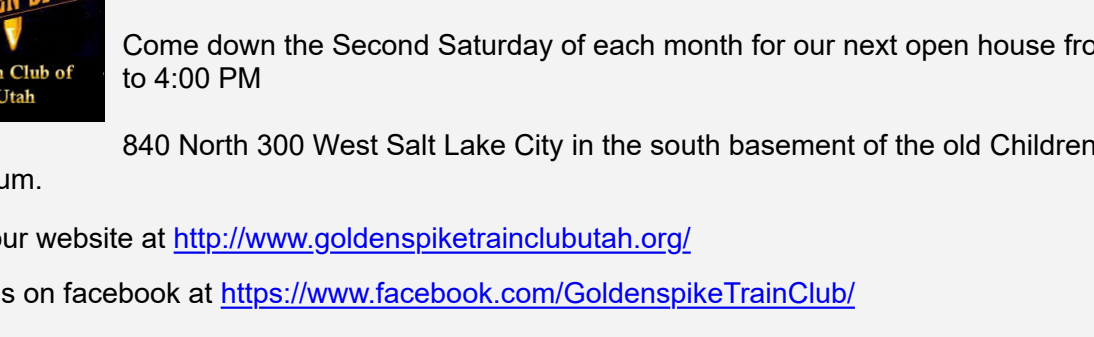 Come down the Second Saturday of each month for our next open house fro
Club of
to 4:00 PM
Utah
840 North 300 West Salt Lake City in the south basement of the old Children
um.
our website at http://www.goldenspiketrainclubutah.org/
s on facebook at https://www.facebook.com/GoldenspikeTrainClub/